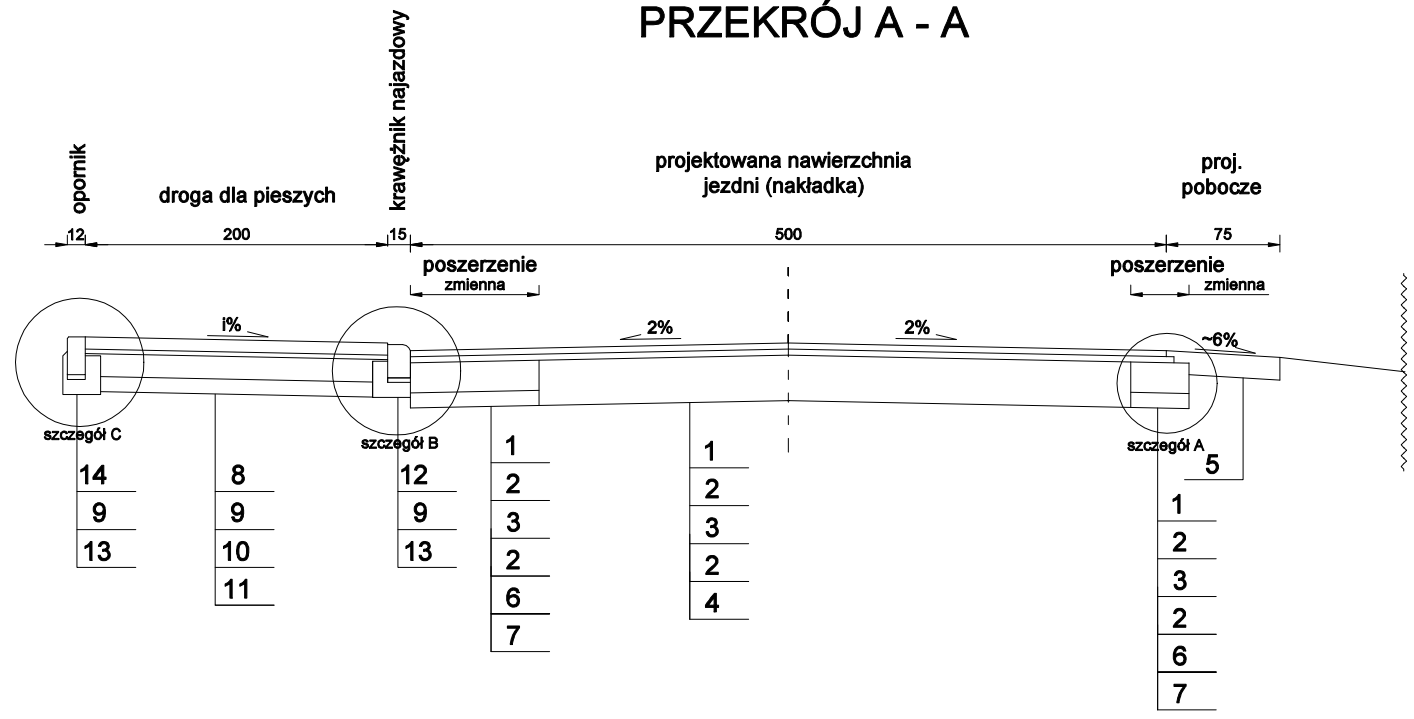 PRZEKRÓJ A - A
opornik
droga dla pieszych
krawężnik najazdowy
projektowana nawierzchnia
jezdni (nakładka)
proj.
pobocze
12
200
15
500
75
poszerzenie
zmienna
poszerzenie
zmienna
i%
2%
2%
~6%
szczegół C
szczegół B
szczegół A
14
9
13
8
9
10
11
12
9
13
1
2
3
2
6
7
1
2
3
2
4
5
1
2
3
2
6
7